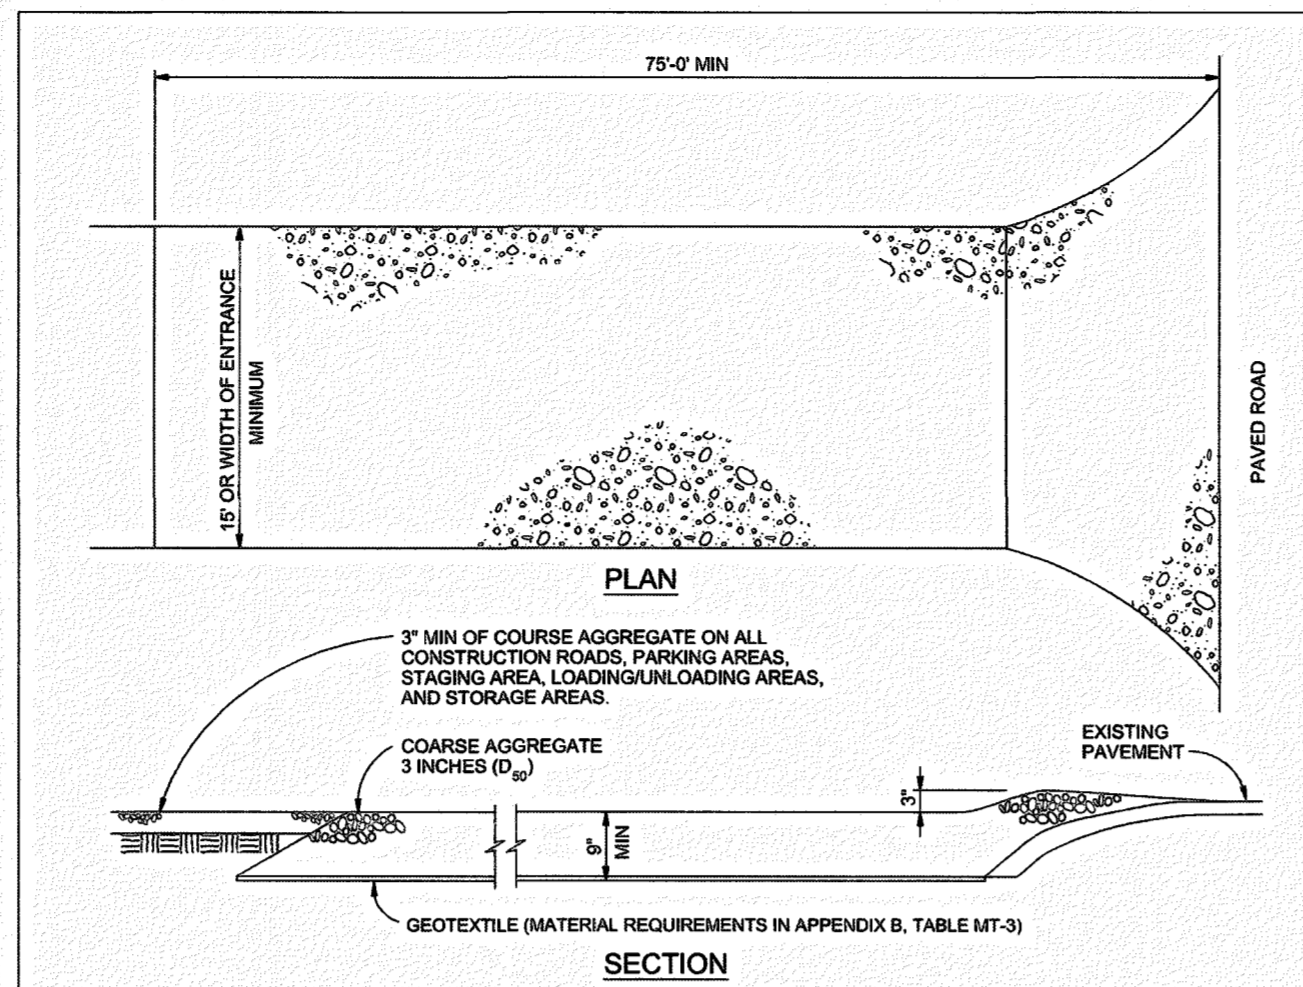 75'-0' MIN
15' OR WIDTH OF ENTRANCE
MINIMUM
PAVED ROAD
PLAN
3" MIN OF COURSE AGGREGATE ON ALL
CONSTRUCTION ROADS, PARKING AREAS,
STAGING AREA, LOADING/UNLOADING AREAS,
AND STORAGE AREAS.
COARSE AGGREGATE
3 INCHES (D50)
EXISTING
PAVEMENT
3"
9"
MIN
GEOTEXTILE (MATERIAL REQUIREMENTS IN APPENDIX B, TABLE MT-3)
SECTION